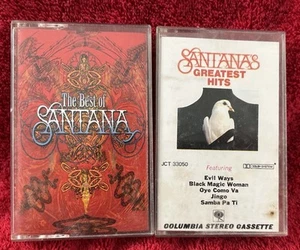 The Best of
SANTANA
SANTANA'S
GREATEST
HITS
JCT 33050
Featuring
Evil Ways
Black Magic Woman
Oye Como Va
Jingo
Samba Pa Ti
COLUMBIA STEREO CASSETTE